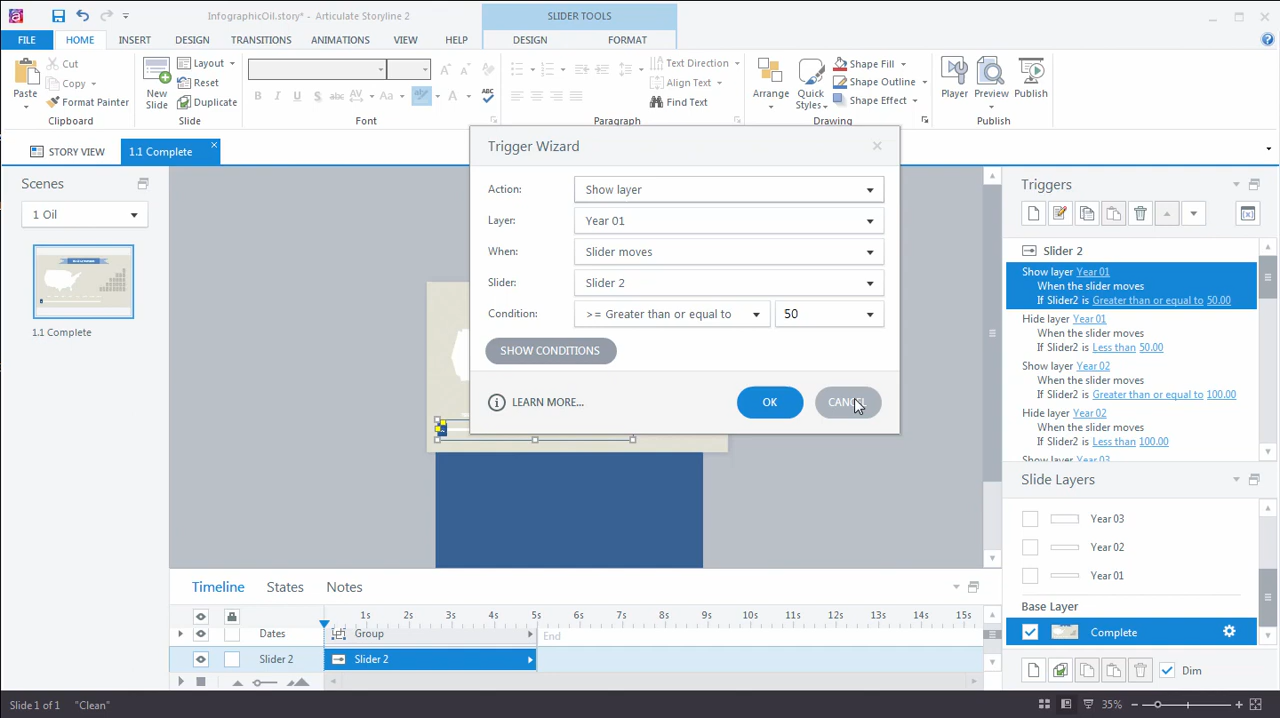 InfographicOil.story* - Articulate Storyline 2
SLIDER TOOLS
FILE
HOME
INSERT
DESIGN
TRANSITIONS
ANIMATIONS
VIEW
HELP
DESIGN
FORMAT
Paste
Cut
Copy
Format Painter
Clipboard
New
Slide
Layout
Reset
Duplicate
Slide
B I U S abc AV Aa A
Font
ABC
Text Direction
Align Text
Find Text
Paragraph
Arrange
Quick
Styles
Shape Fill
Shape Outline
Shape Effect
Drawing
Player
Preview
Publish
Publish
STORY VIEW
1.1 Complete
Scenes
1 Oil
1.1 Complete
Trigger Wizard
Action: Show layer
Layer: Year 01
When: Slider moves
Slider: Slider 2
Condition: >= Greater than or equal to 50
SHOW CONDITIONS
LEARN MORE...
OK
CANCEL
Triggers
Slider 2
Show layer Year 01
When the slider moves
If Slider2 is Greater than or equal to 50.00
Hide layer Year 01
When the slider moves
If Slider2 is Less than 50.00
Show layer Year 02
When the slider moves
If Slider2 is Greater than or equal to 100.00
Hide layer Year 02
When the slider moves
If Slider2 is Less than 100.00
Show layer Year 03
Slide Layers
Year 03
Year 02
Year 01
Base Layer
Complete
Dim
Timeline
States
Notes
1s 2s 3s 4s 5s 6s 7s 8s 9s 10s 11s 12s 13s 14s 15s
Dates
Group
End
Slider 2
Slider 2
Slide 1 of 1
"Clean"
35%